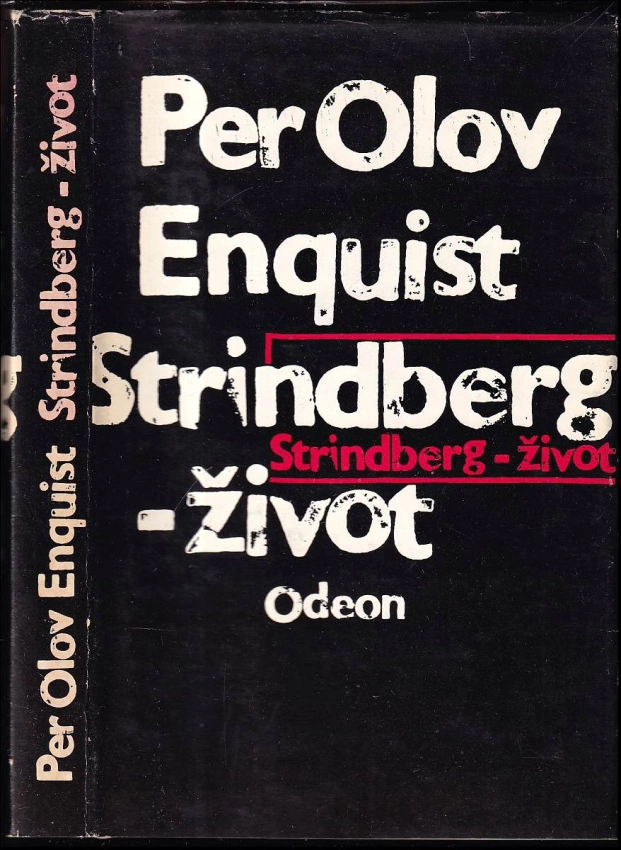 Per Olov Enquist Strindberg - život
Per Olov
Enquist
Strindberg
Strindberg - život
- život
Odeon